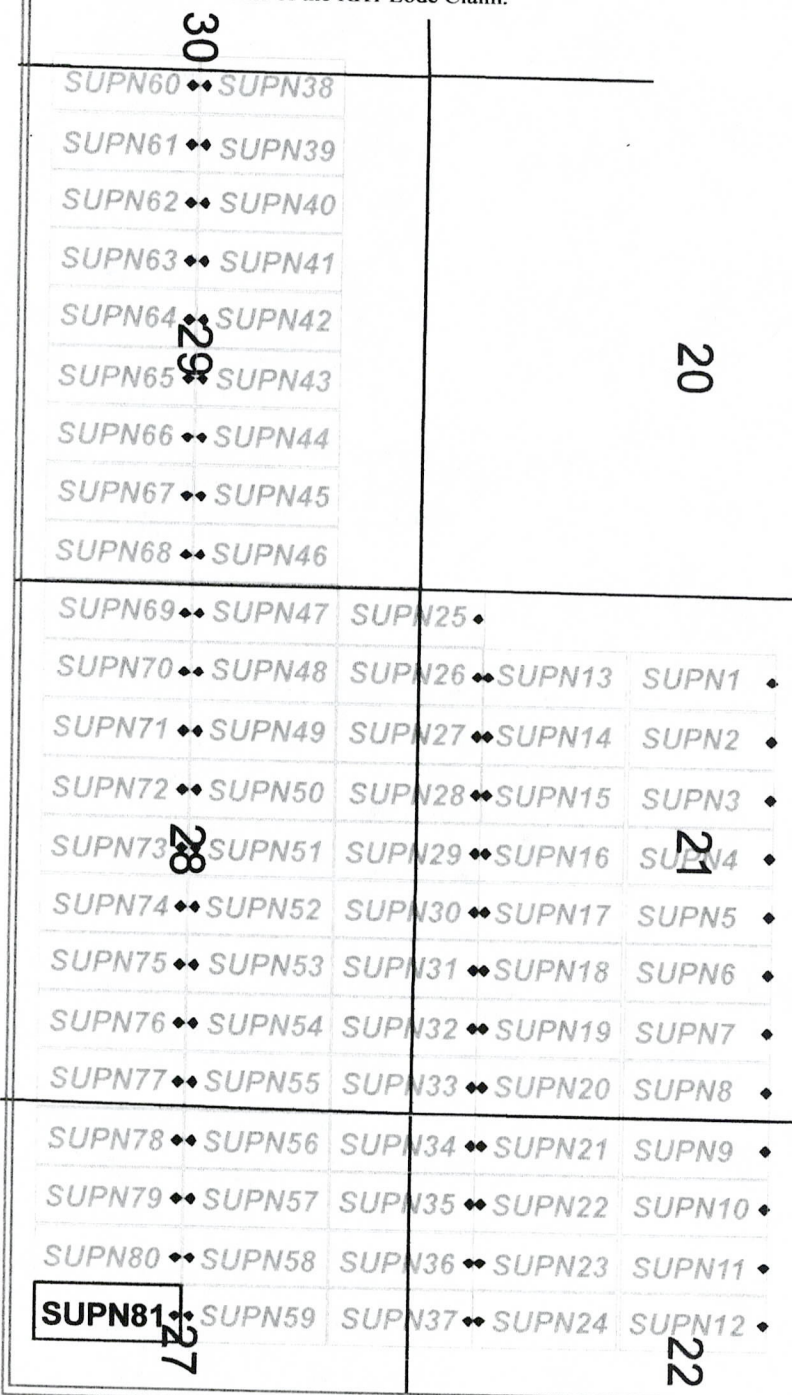 30
SUPN60 SUPN38
SUPN61 SUPN39
SUPN62 SUPN40
SUPN63 SUPN41
SUPN64 SUPN42
29
20
SUPN65 SUPN43
SUPN66 SUPN44
SUPN67 SUPN45
SUPN68 SUPN46
SUPN69 SUPN47 SUPN25
SUPN70 SUPN48 SUPN26 SUPN13 SUPN1
SUPN71 SUPN49 SUPN27 SUPN14 SUPN2
SUPN72 SUPN50 SUPN28 SUPN15 SUPN3
SUPN73 28 SUPN51 SUPN29 SUPN16 SUPN4 21
SUPN74 SUPN52 SUPN30 SUPN17 SUPN5
SUPN75 SUPN53 SUPN31 SUPN18 SUPN6
SUPN76 SUPN54 SUPN32 SUPN19 SUPN7
SUPN77 SUPN55 SUPN33 SUPN20 SUPN8
SUPN78 SUPN56 SUPN34 SUPN21 SUPN9
SUPN79 SUPN57 SUPN35 SUPN22 SUPN10
SUPN80 SUPN58 SUPN36 SUPN23 SUPN11
SUPN81 SUPN59 SUPN37 SUPN24 SUPN12
27
22